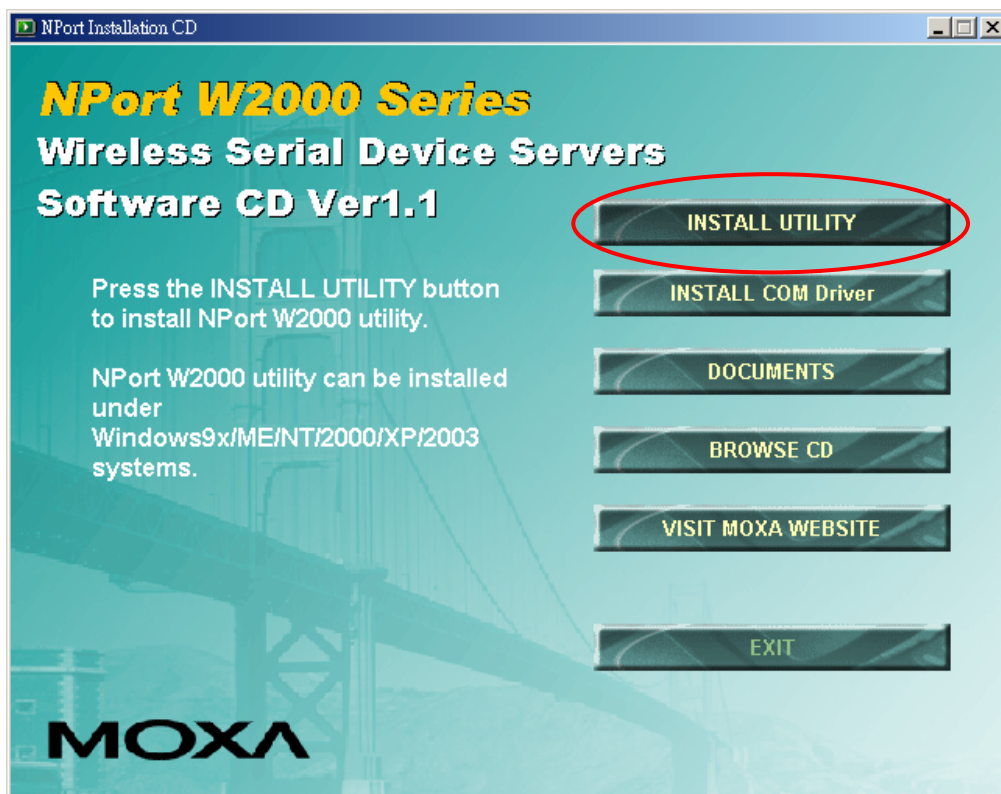 NPort Installation CD
NPort W2000 Series
Wireless Serial Device Servers
Software CD Ver1.1
Press the INSTALL UTILITY button
to install NPort W2000 utility.
NPort W2000 utility can be installed
under
Windows9x/ME/NT/2000/XP/2003
systems.
INSTALL UTILITY
INSTALL COM Driver
DOCUMENTS
BROWSE CD
VISIT MOXA WEBSITE
EXIT
MOXA